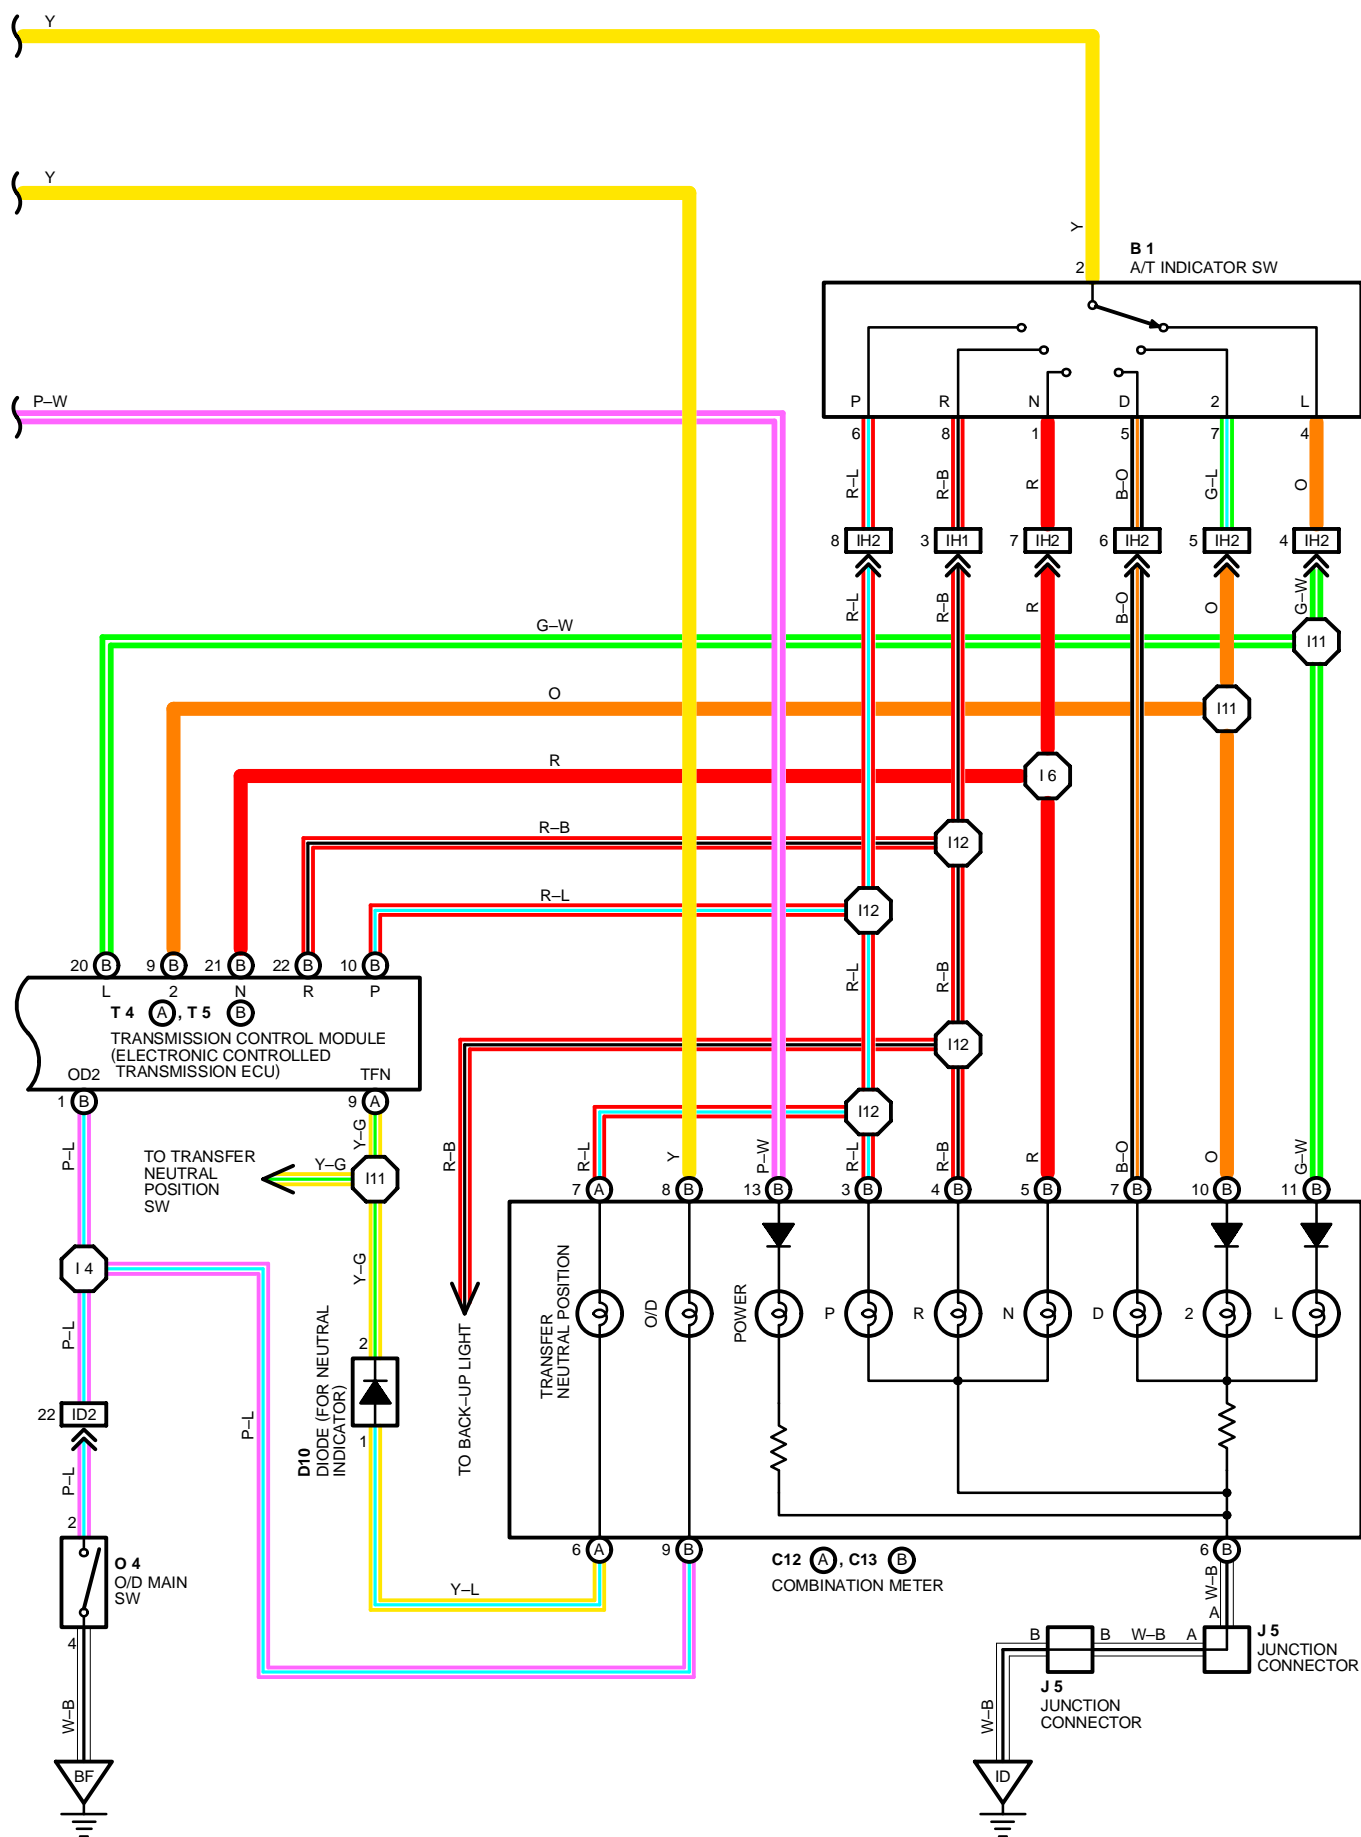 Y
Y
Y
B 1
2
A/T INDICATOR SW
P–W
P R N D 2 L
6 8 1 5 7 4
R–L R–B R B–O G–L O
8 IH2 3 IH1 7 IH2 6 IH2 5 IH2 4 IH2
R–L R–B R B–O O G–W
G–W
I11
O
I11
R
I 6
R–B
I12
R–L
I12
20 B 9 B 21 B 22 B 10 B
L 2 N R P
R–L R–B
T 4 A , T 5 B
TRANSMISSION CONTROL MODULE
(ELECTRONIC CONTROLLED
TRANSMISSION ECU)
I12
OD2 TFN
1 B 9 A
I12
P–L Y–G
R–B
TO TRANSFER
NEUTRAL
POSITION
SW
Y–G
I11
R–L Y P–W R–L R–B R B–O O G–W
7 A 8 B 13 B 3 B 4 B 5 B 7 B 10 B 11 B
I 4
Y–G
TRANSFER
NEUTRAL POSITION
O/D
POWER
P R N D 2 L
P–L
2
22 ID2
D10
DIODE (FOR NEUTRAL
INDICATOR)
1
P–L
TO BACK–UP LIGHT
P–L
2
O 4
O/D MAIN
SW
4
6 A 9 B
C12 A , C13 B
COMBINATION METER
6 B
Y–L
W–B
A
B B W–B A
J 5
JUNCTION
CONNECTOR
J 5
JUNCTION
CONNECTOR
W–B
W–B
BF
ID